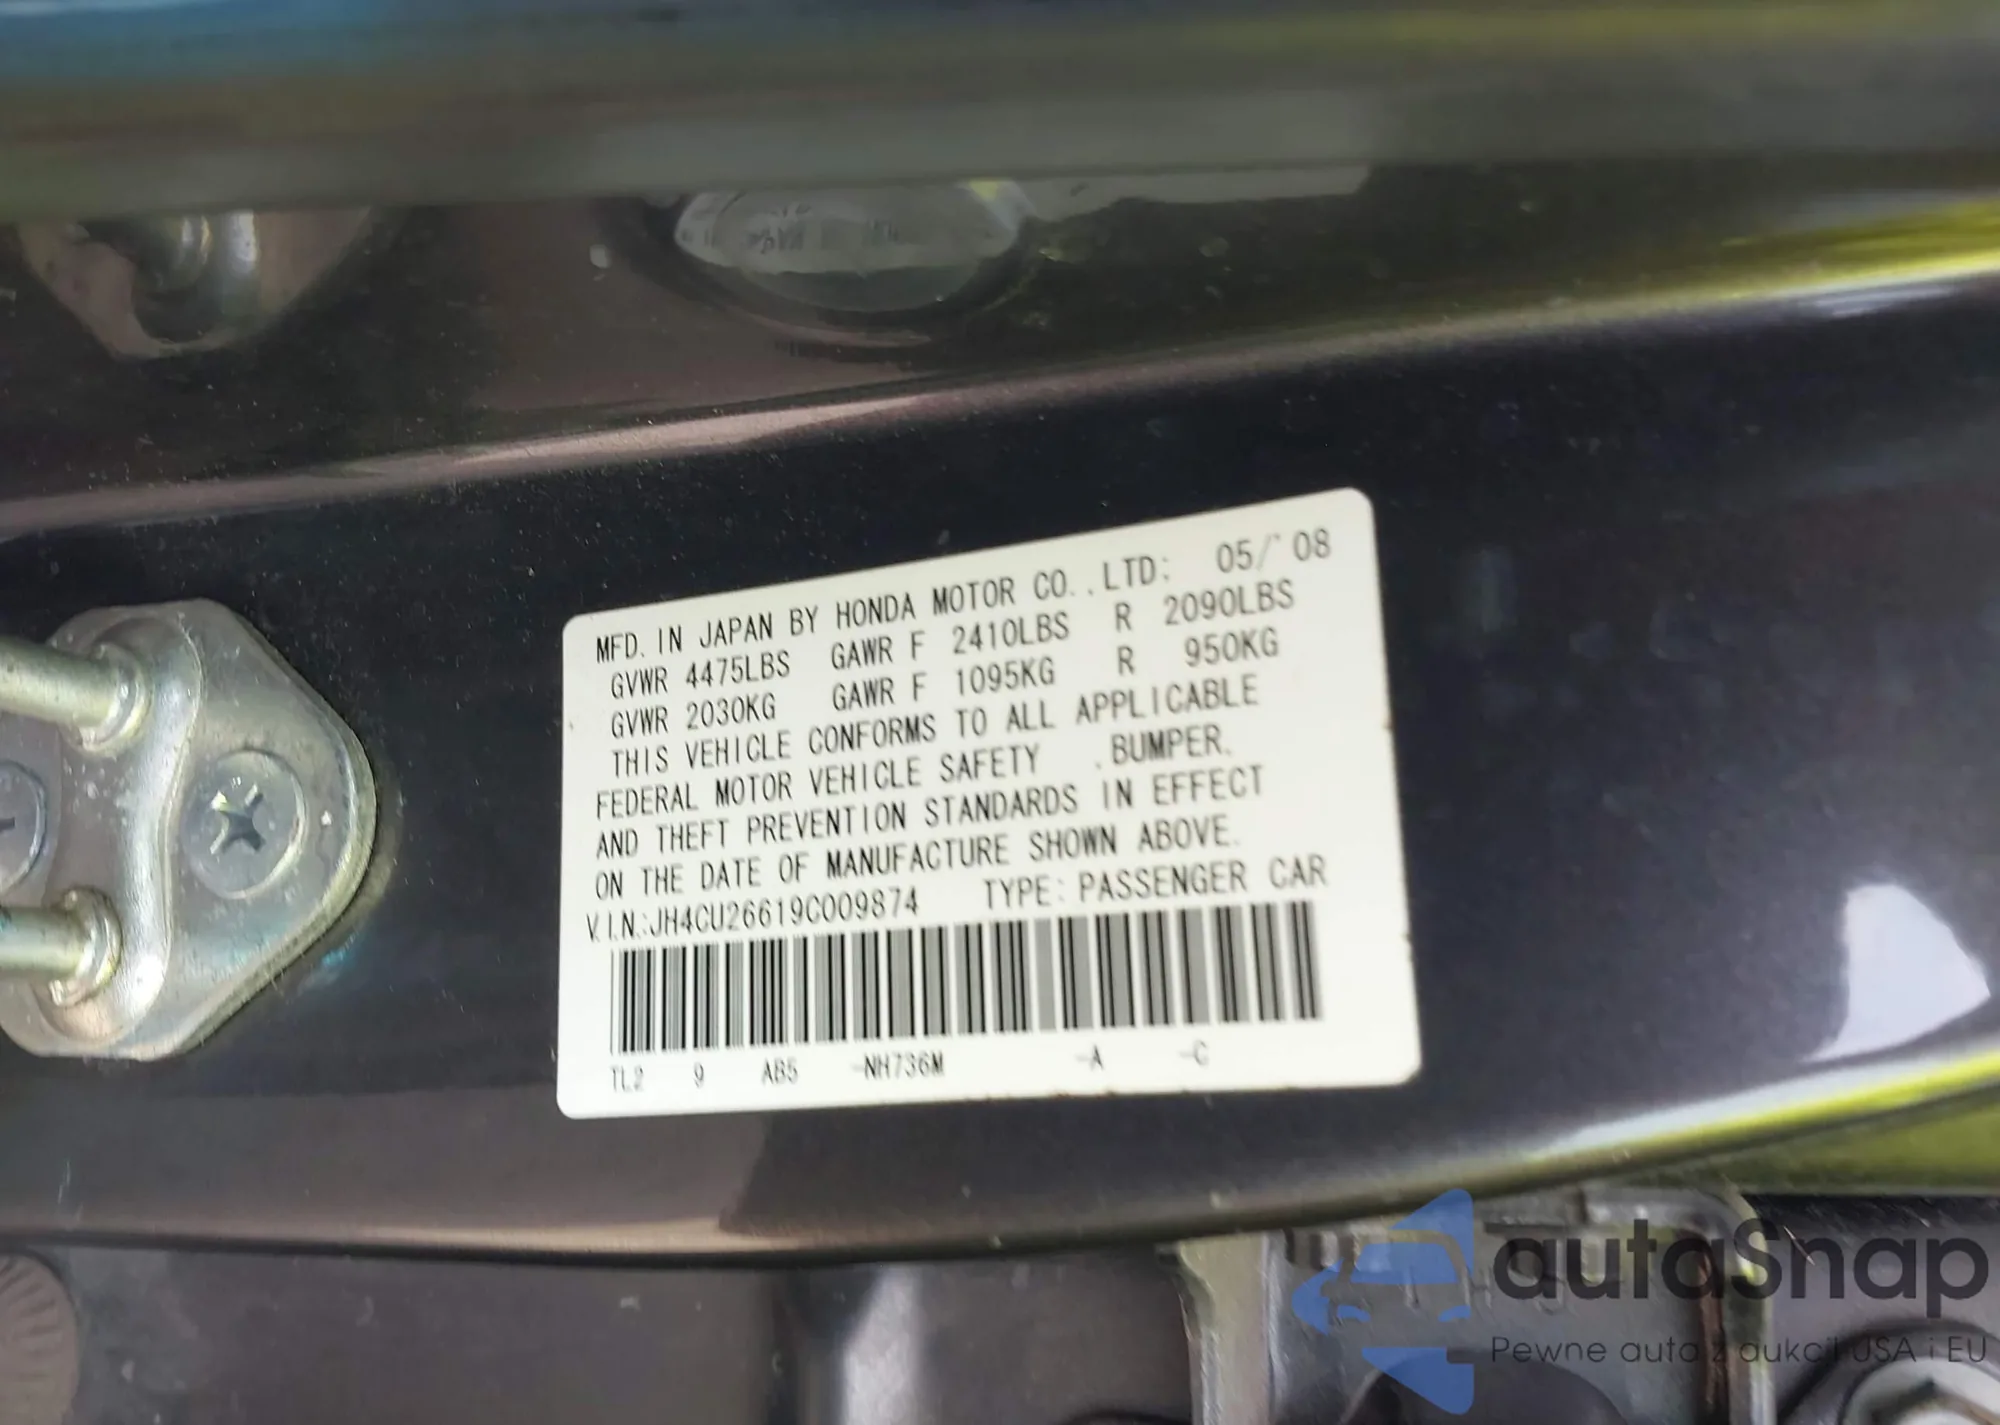 MFD. IN JAPAN BY HONDA MOTOR CO.,LTD: 05/'08
GVWR 4475LBS GAWR F 2410LBS R 2090LBS
GVWR 2030KG GAWR F 1095KG R 950KG
THIS VEHICLE CONFORMS TO ALL APPLICABLE
FEDERAL MOTOR VEHICLE SAFETY .BUMPER.
AND THEFT PREVENTION STANDARDS IN EFFECT
ON THE DATE OF MANUFACTURE SHOWN ABOVE.
V.I.N.:JH4CU26619C009874 TYPE: PASSENGER CAR
TL2 9 AB5 -NH736M -A -C
autaSnap
Pewne auta z aukcji USA i EU